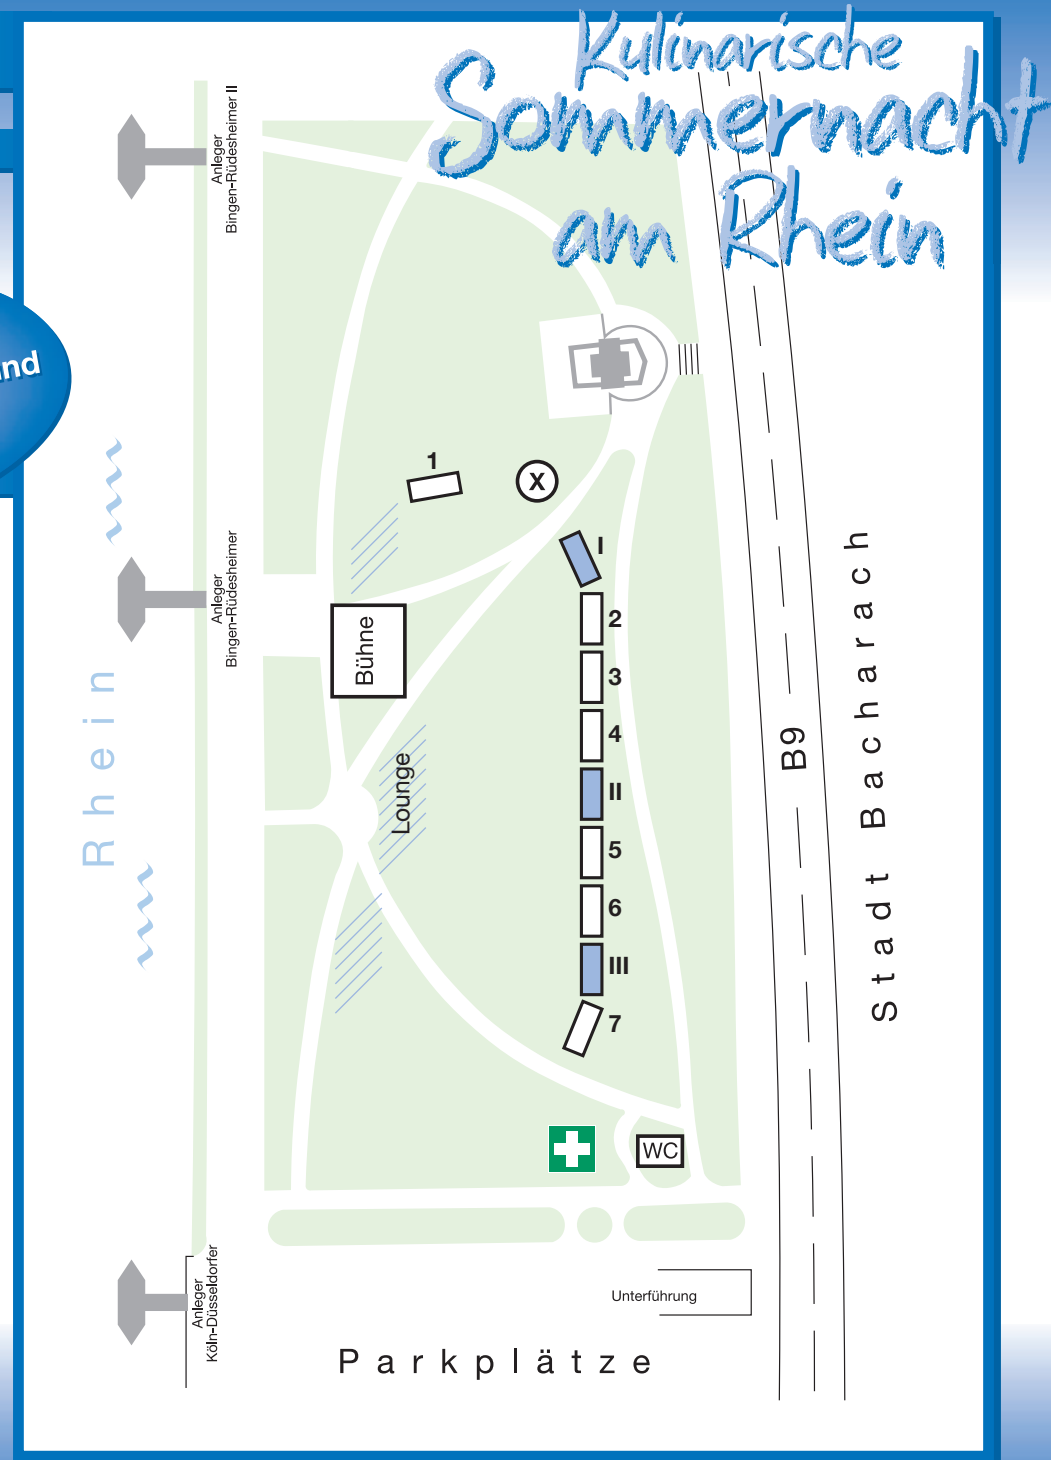 Kulinarische
Sommernacht
am Rhein
Anleger
Bingen-Rüdesheimer II
1
X
I
Anleger
Bingen-Rüdesheimer
Bühne
2
3
4
Rhein
Lounge
B9
Stadt Bacharach
II
5
6
III
7
WC
Anleger
Köln-Düsseldorfer
Unterführung
Parkplätze